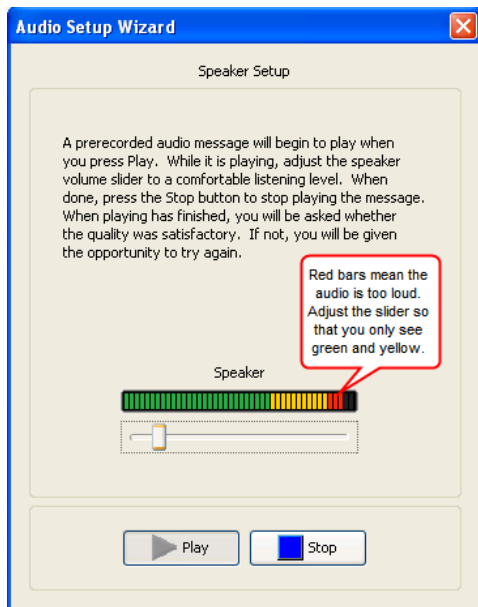 Audio Setup Wizard
Speaker Setup
A prerecorded audio message will begin to play when
you press Play. While it is playing, adjust the speaker
volume slider to a comfortable listening level. When
done, press the Stop button to stop playing the message.
When playing has finished, you will be asked whether
the quality was satisfactory. If not, you will be given
the opportunity to try again.
Red bars mean the
audio is too loud.
Adjust the slider so
that you only see
green and yellow.
Speaker
Play
Stop